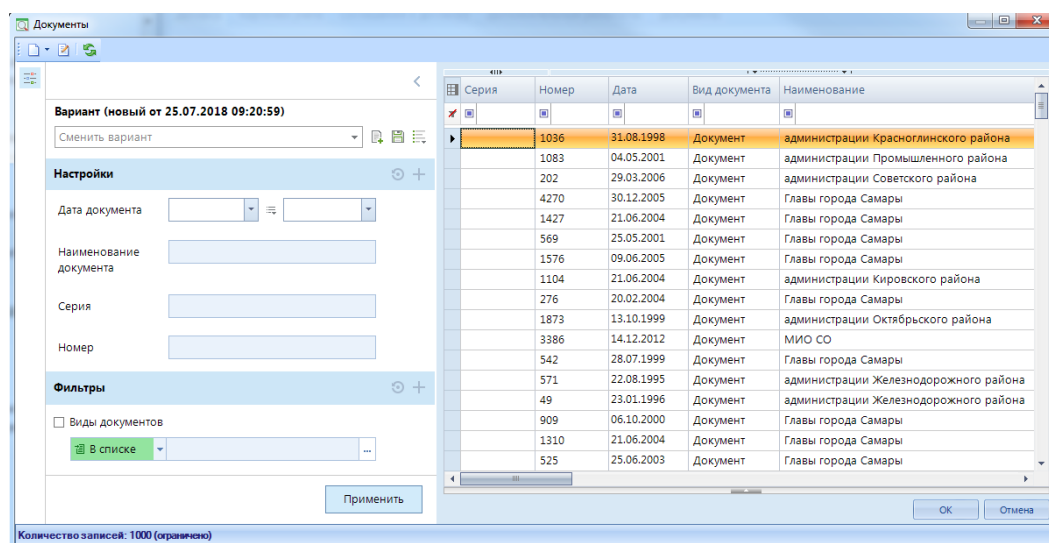 Документы
Вариант (новый от 25.07.2018 09:20:59)
Сменить вариант
Настройки
Дата документа
Наименование
документа
Серия
Номер
Фильтры
Виды документов
В списке
...
Применить
Серия Номер Дата Вид документа Наименование
1036 31.08.1998 Документ администрации Красноглинского района
1083 04.05.2001 Документ администрации Промышленного района
202 29.03.2006 Документ администрации Советского района
4270 30.12.2005 Документ Главы города Самары
1427 21.06.2004 Документ Главы города Самары
569 25.05.2001 Документ Главы города Самары
1576 09.06.2005 Документ Главы города Самары
1104 21.06.2004 Документ администрации Кировского района
276 20.02.2004 Документ Главы города Самары
1873 13.10.1999 Документ администрации Октябрьского района
3386 14.12.2012 Документ МИО СО
542 28.07.1999 Документ Главы города Самары
571 22.08.1995 Документ администрации Железнодорожного района
49 23.01.1996 Документ администрации Железнодорожного района
909 06.10.2000 Документ Главы города Самары
1310 21.06.2004 Документ Главы города Самары
525 25.06.2003 Документ Главы города Самары
ОК Отмена
Количество записей: 1000 (ограничено)